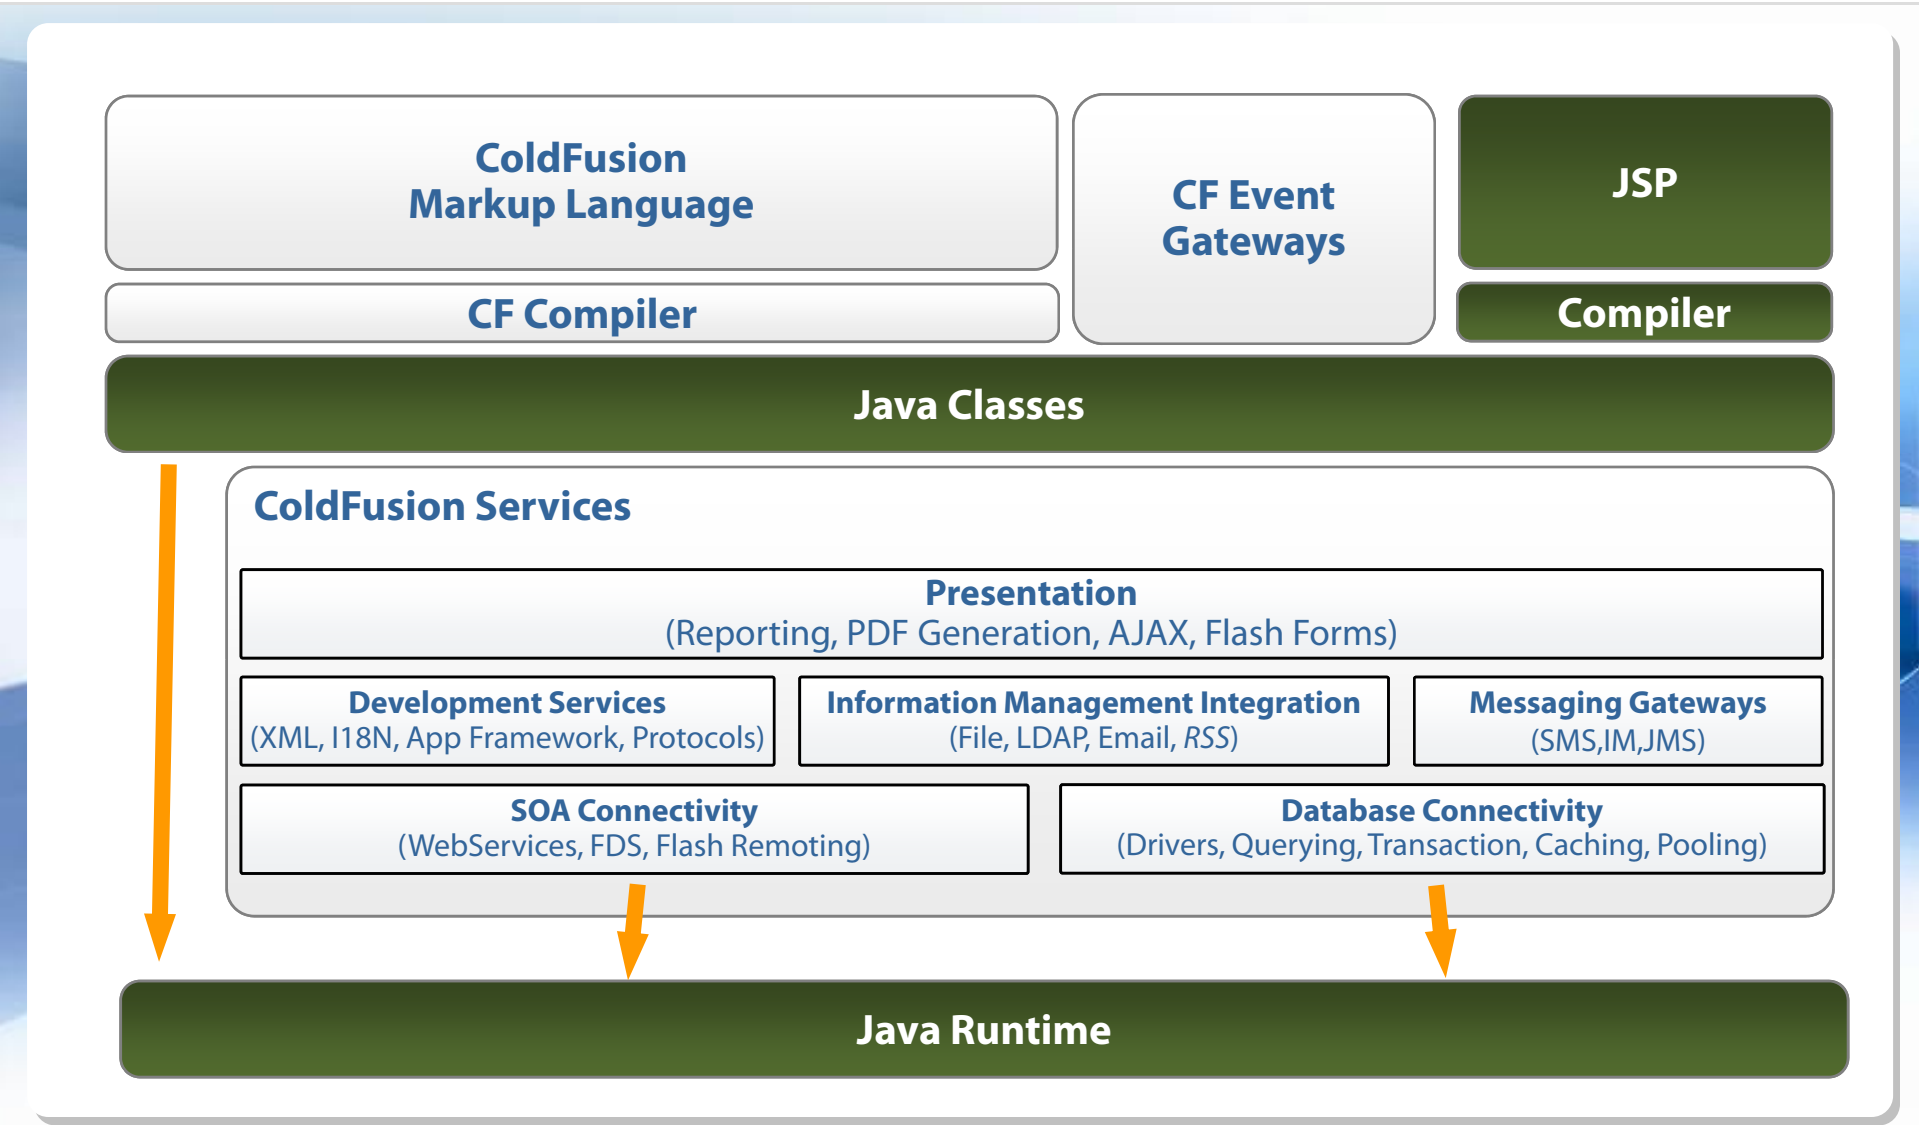 ColdFusion
Markup Language
CF Event
Gateways
JSP
CF Compiler
Compiler
Java Classes
ColdFusion Services
Presentation
(Reporting, PDF Generation, AJAX, Flash Forms)
Development Services
(XML, I18N, App Framework, Protocols)
Information Management Integration
(File, LDAP, Email, RSS)
Messaging Gateways
(SMS,IM,JMS)
SOA Connectivity
(WebServices, FDS, Flash Remoting)
Database Connectivity
(Drivers, Querying, Transaction, Caching, Pooling)
Java Runtime